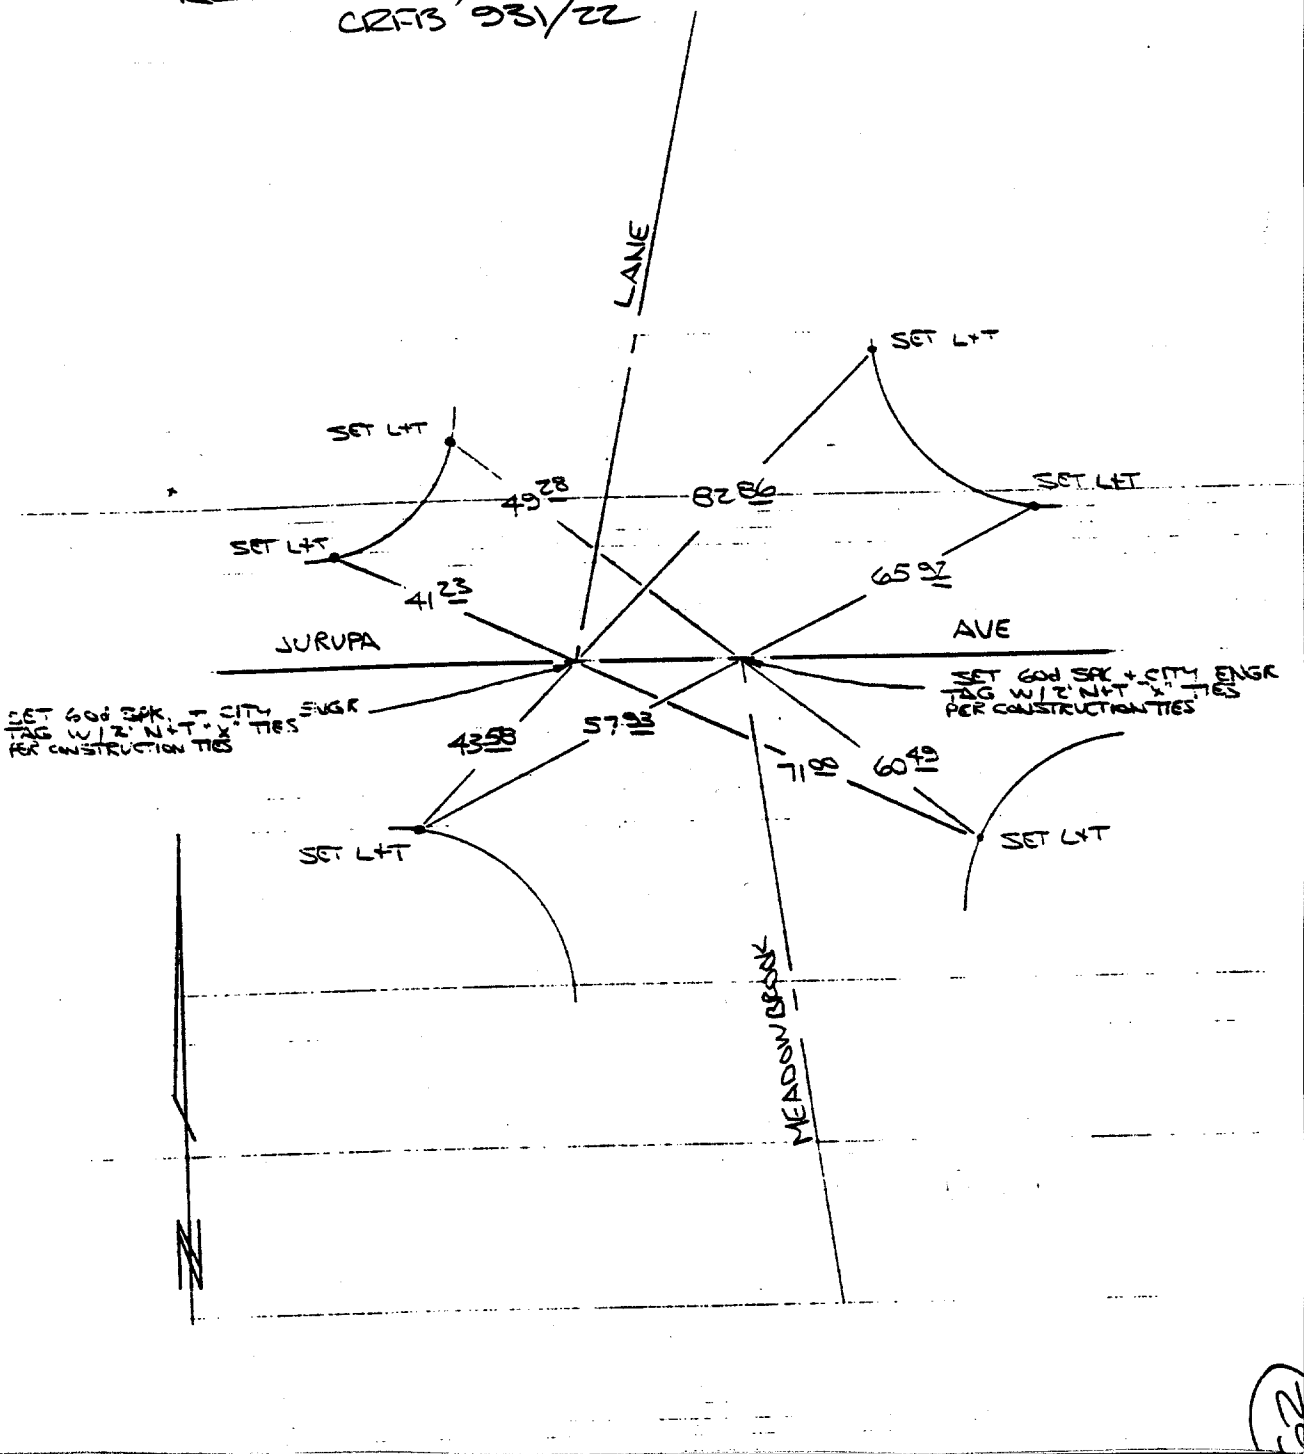 CRFB 931/22
LANE
SET L+T
SET L+T
49 28
82 86
SET L+T
SET L+T
65 92
41 23
JURUPA
AVE
SET 60d SPK + CITY ENGR
TAG W/2' N+T "X" TIES
PER CONSTRUCTION TIES
SET 60d SPK. + CITY ENGR
TAG W/2' N+T "X" TIES
PER CONSTRUCTION TIES
43 58
57.93
71 00
60 49
SET L+T
SET L+T
MEADOWBROOK
N